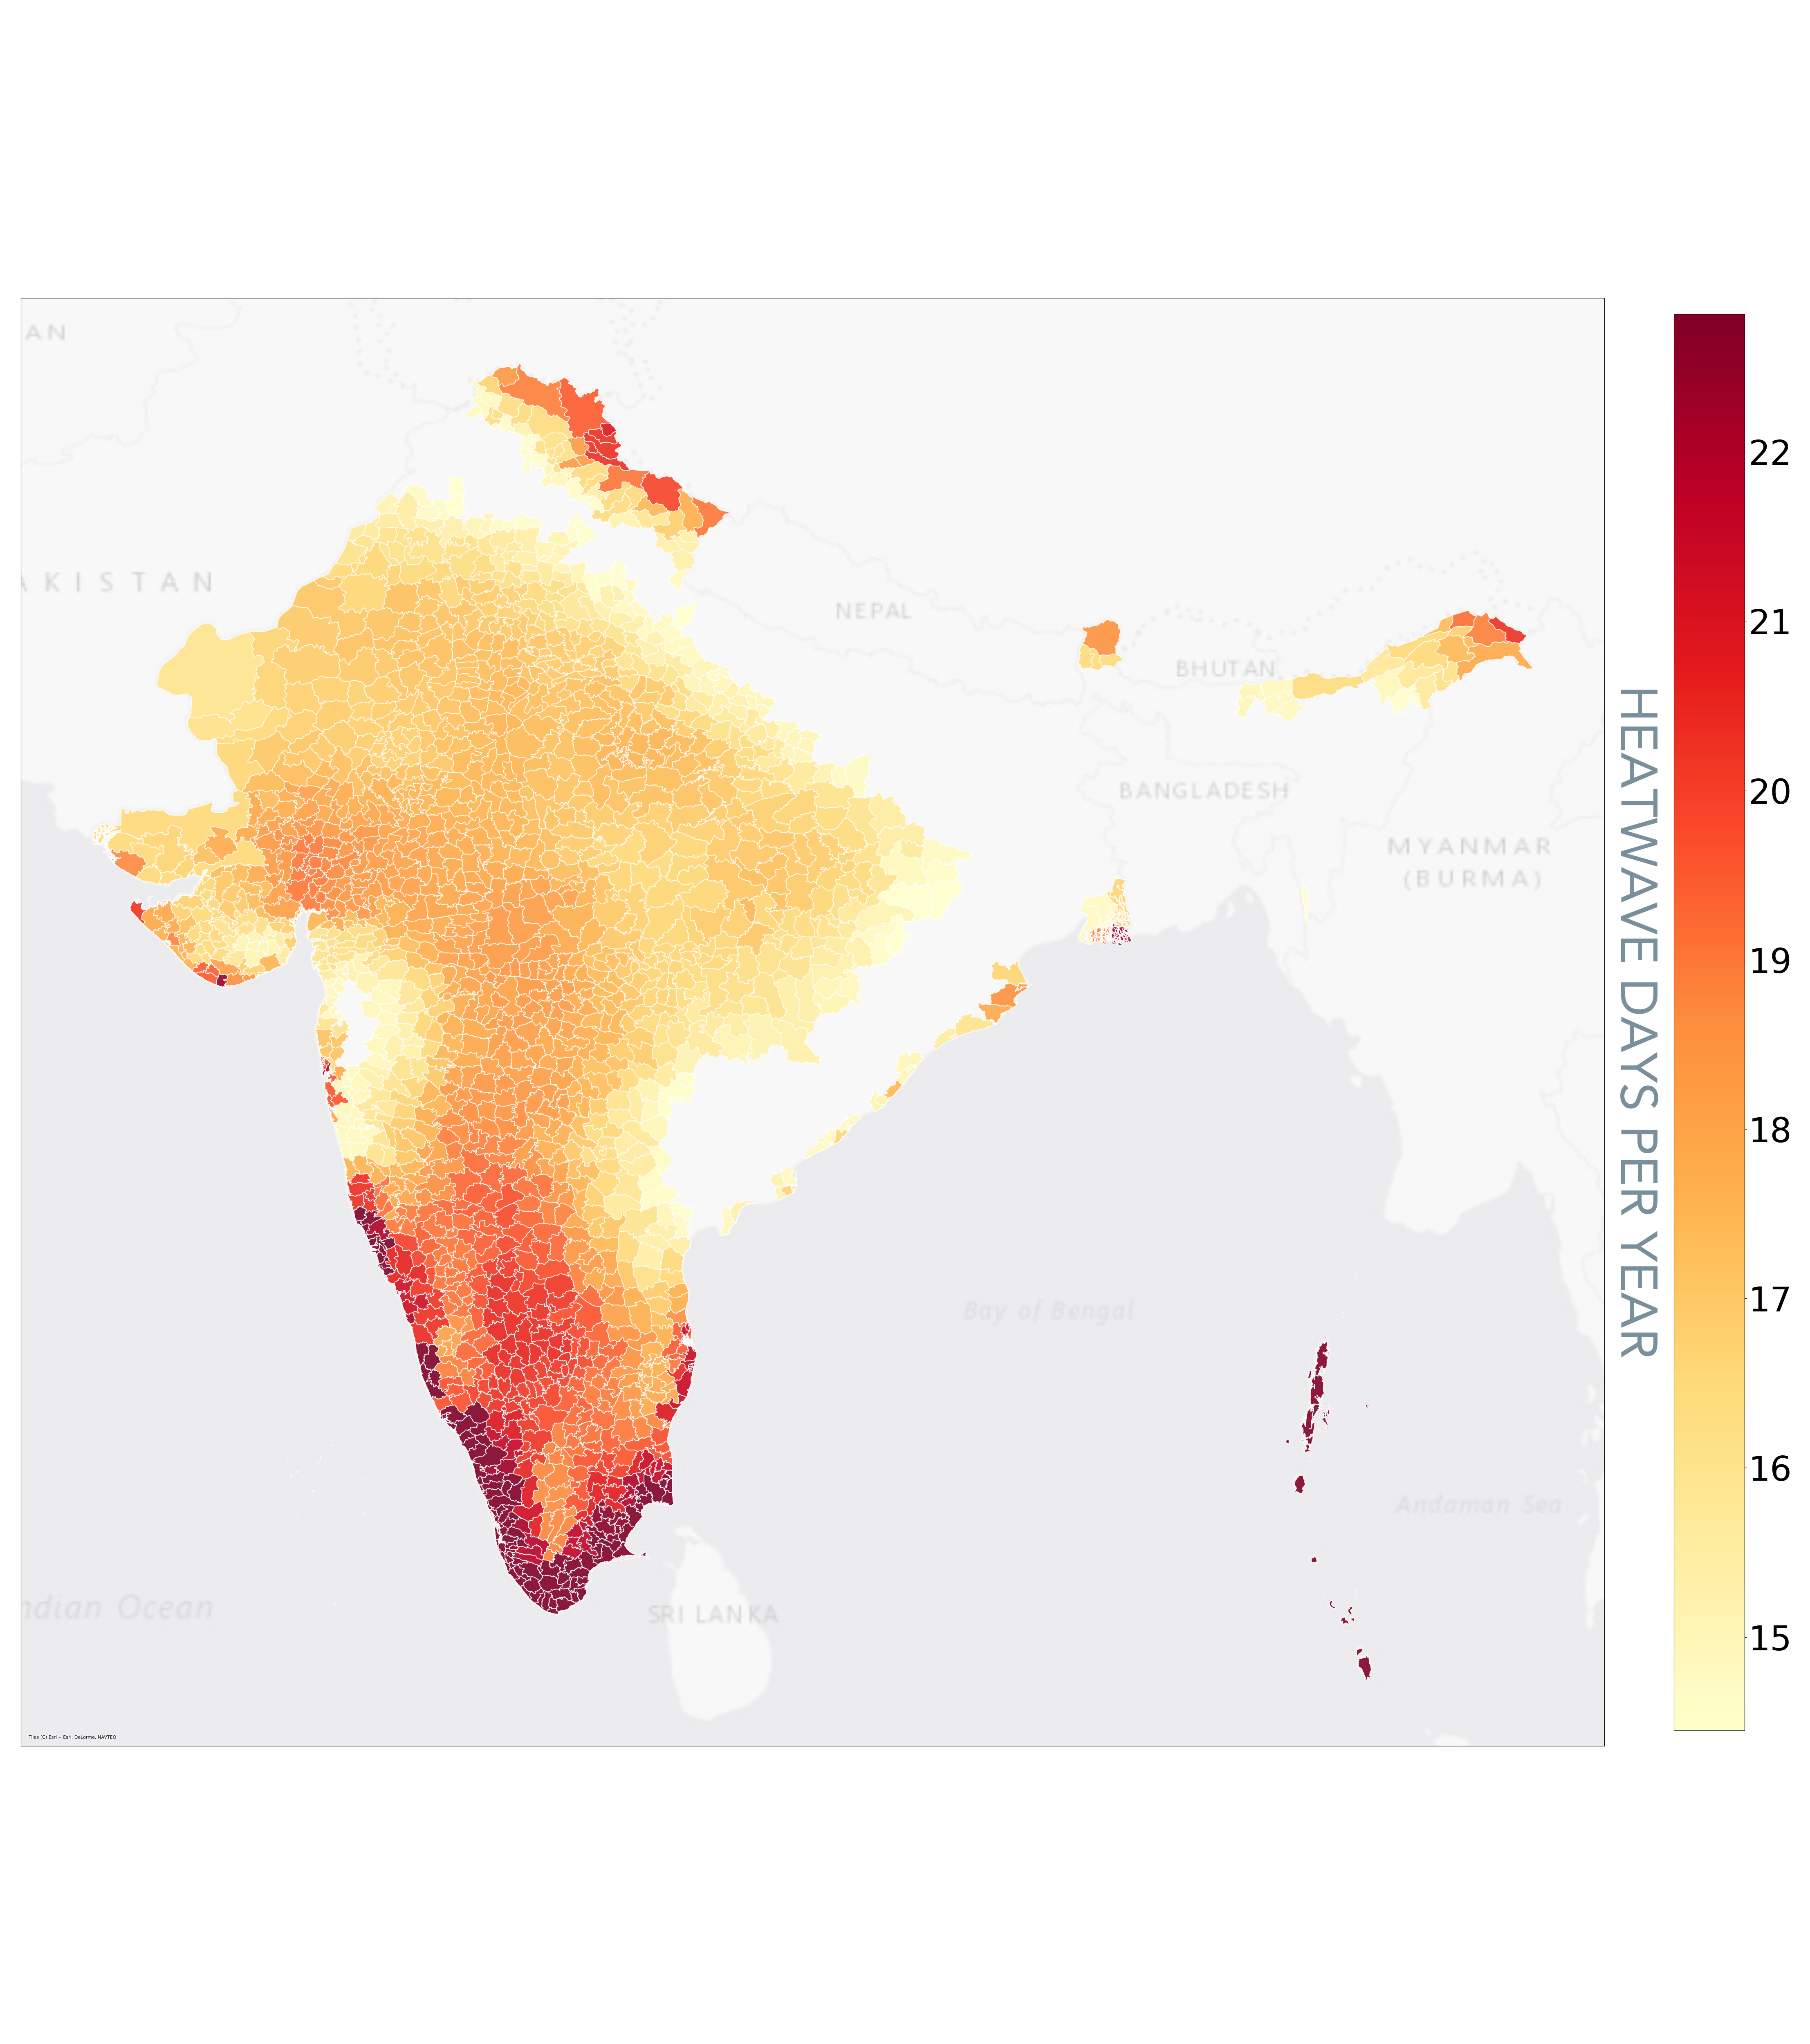 AN
AKISTAN
NEPAL
BHUTAN
BANGLADESH
MYANMAR
(BURMA)
Bay of Bengal
Andaman Sea
ndian Ocean
SRI LANKA
Tiles (C) Esri -- Esri, DeLorme, NAVTEQ
HEATWAVE DAYS PER YEAR
22
21
20
19
18
17
16
15